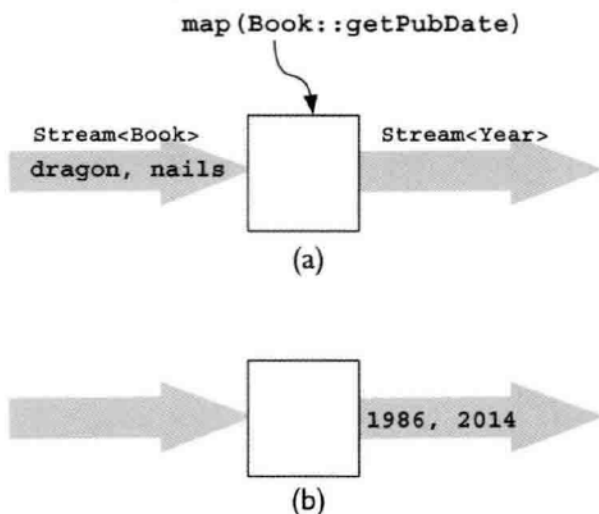 map(Book::getPubDate)
Stream<Book>
Stream<Year>
dragon, nails
(a)
1986, 2014
(b)